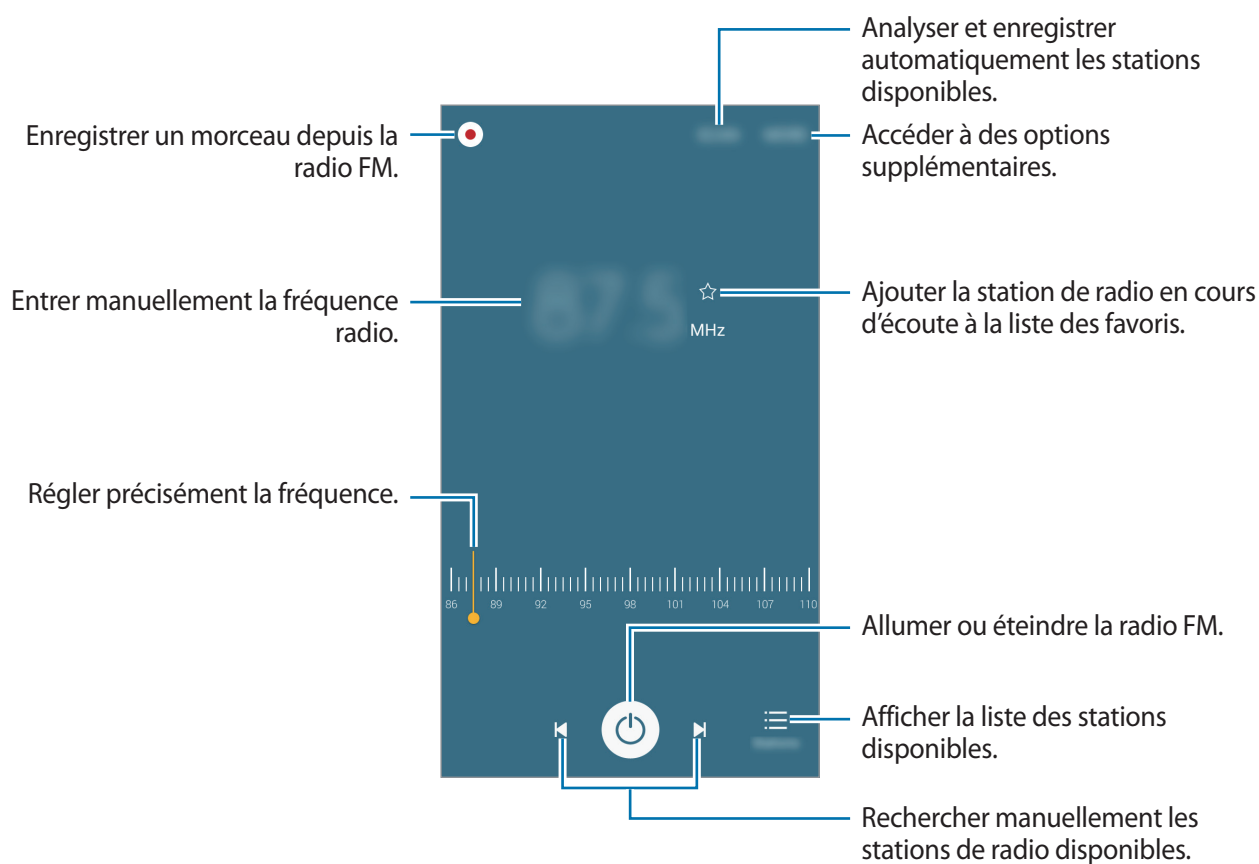 Analyser et enregistrer
automatiquement les stations
disponibles.
Enregistrer un morceau depuis la
radio FM.
Accéder à des options
supplémentaires.
Entrer manuellement la fréquence
radio.
MHz
Ajouter la station de radio en cours
d'écoute à la liste des favoris.
Régler précisément la fréquence.
86 89 92 95 98 101 104 107 110
Allumer ou éteindre la radio FM.
Afficher la liste des stations
disponibles.
Rechercher manuellement les
stations de radio disponibles.